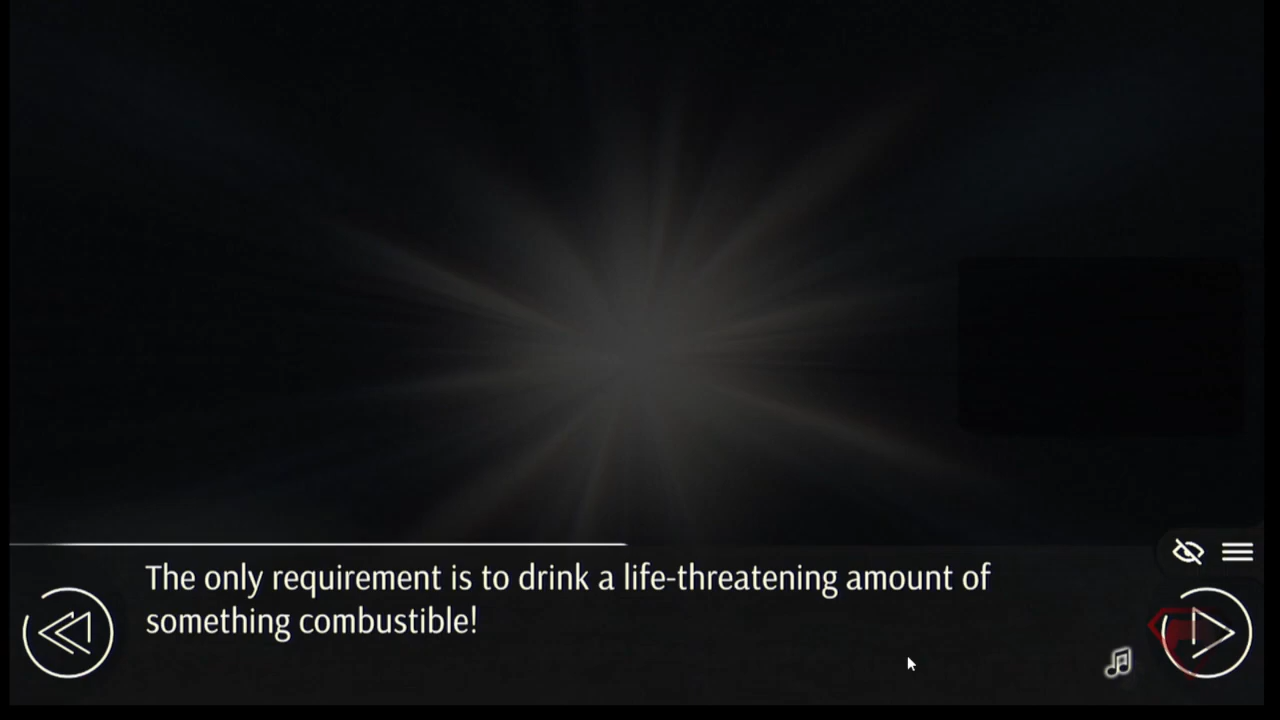 The only requirement is to drink a life-threatening amount of
something combustible!